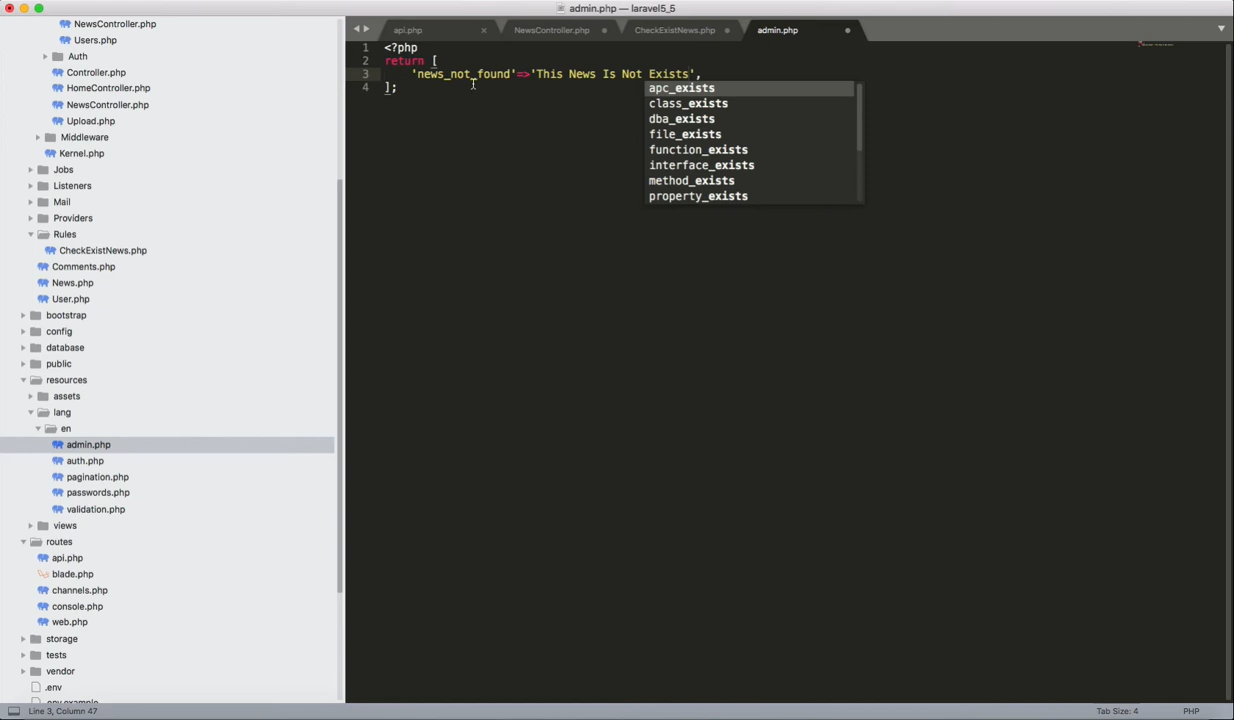 admin.php — laravel5_5
NewsController.php
Users.php
Auth
Controller.php
HomeController.php
NewsController.php
Upload.php
Middleware
Kernel.php
Jobs
Listeners
Mail
Providers
Rules
CheckExistNews.php
Comments.php
News.php
User.php
bootstrap
config
database
public
resources
assets
lang
en
admin.php
auth.php
pagination.php
passwords.php
validation.php
views
routes
api.php
blade.php
channels.php
console.php
web.php
storage
tests
vendor
.env
.env.example
api.php
NewsController.php
CheckExistNews.php
admin.php
1 <?php
2 return [
3 'news_not_found'=>'This News Is Not Exists',
4 ];
apc_exists
class_exists
dba_exists
file_exists
function_exists
interface_exists
method_exists
property_exists
Line 3, Column 47
Tab Size: 4
PHP